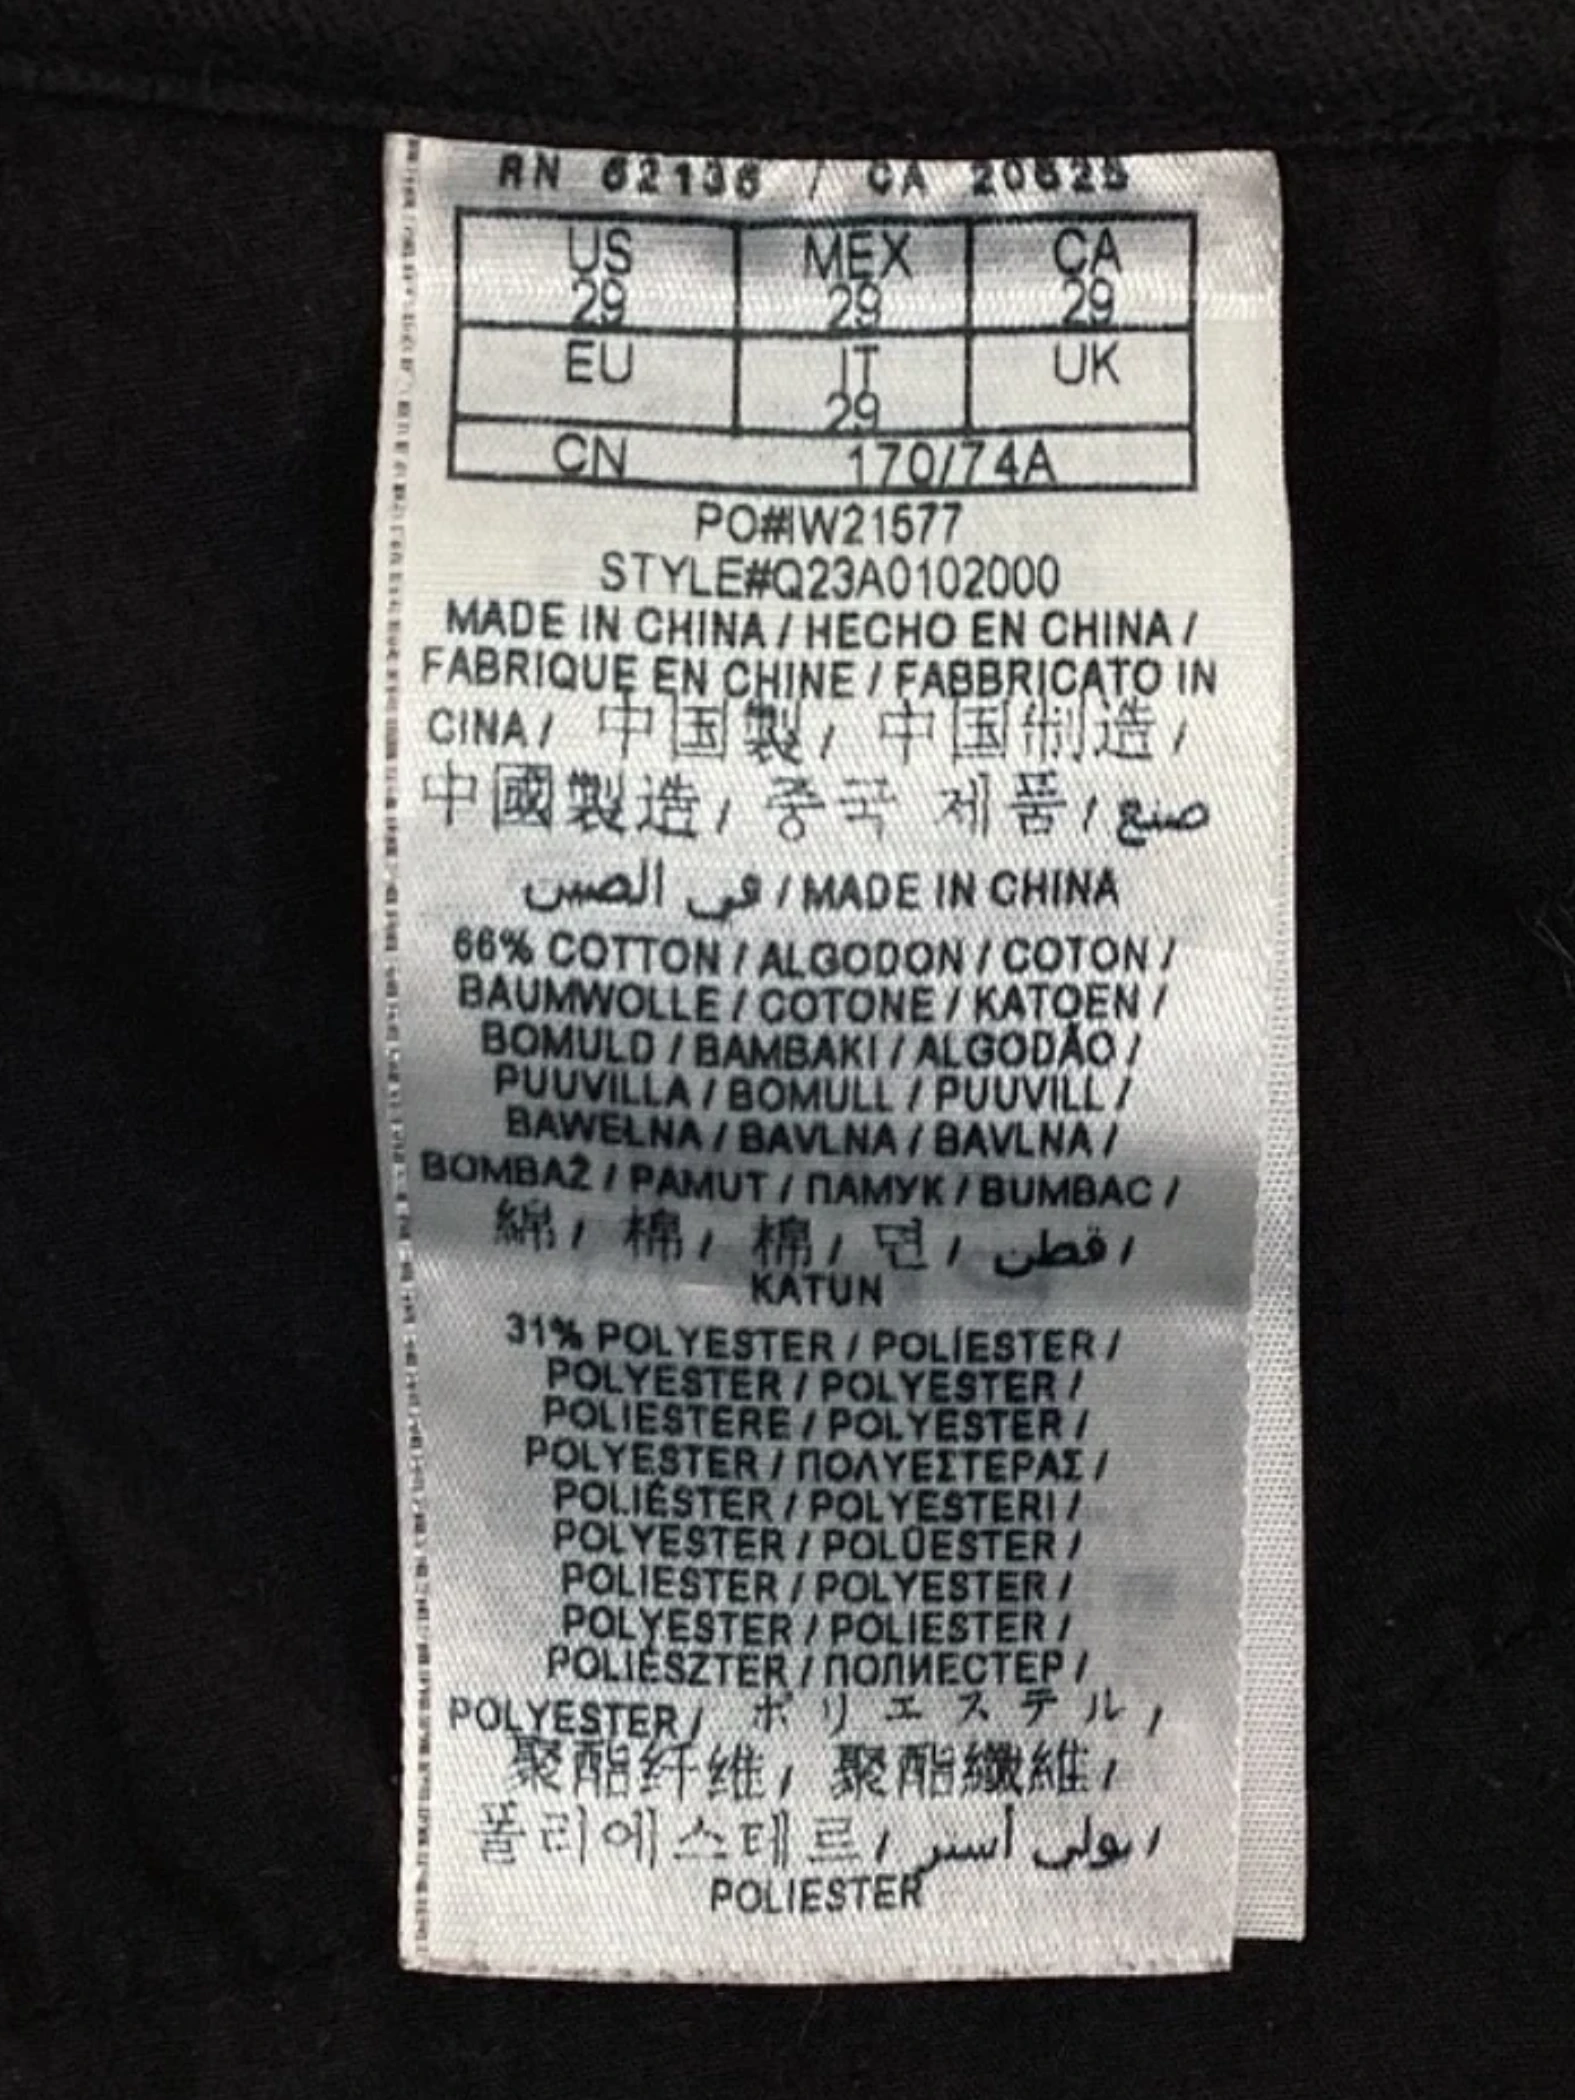 RN 62136 / CA 20625
US MEX CA
29 29 29
EU IT UK
29
CN 170/74A
PO#IW21577
STYLE#Q23A0102000
MADE IN CHINA / HECHO EN CHINA /
FABRIQUE EN CHINE / FABBRICATO IN
CINA / 中国製 / 中国制造 /
中國製造 / 중국 제품 / صنع
في الصين / MADE IN CHINA
66% COTTON / ALGODON / COTON /
BAUMWOLLE / COTONE / KATOEN /
BOMULD / BAMBAKI / ALGODÃO /
PUUVILLA / BOMULL / PUUVILL /
BAWEŁNA / BAVLNA / BAVLNA /
BOMBAŽ / PAMUT / ПАМУК / BUMBAC /
綿 / 棉 / 棉 / 면 / قطن /
KATUN
31% POLYESTER / POLÍESTER /
POLYESTER / POLYESTER /
POLIESTERE / POLYESTER /
POLYESTER / ΠΟΛΥΕΣΤΕΡΑΣ /
POLIÉSTER / POLYESTERI /
POLYESTER / POLÜESTER /
POLIESTER / POLYESTER /
POLYESTER / POLIESTER /
POLIÉSZTER / ПОЛИЕСТЕР /
POLYESTER / ポリエステル /
聚酯纤维 / 聚酯纖維 /
폴리에스테르 / بولي أستر /
POLIESTER